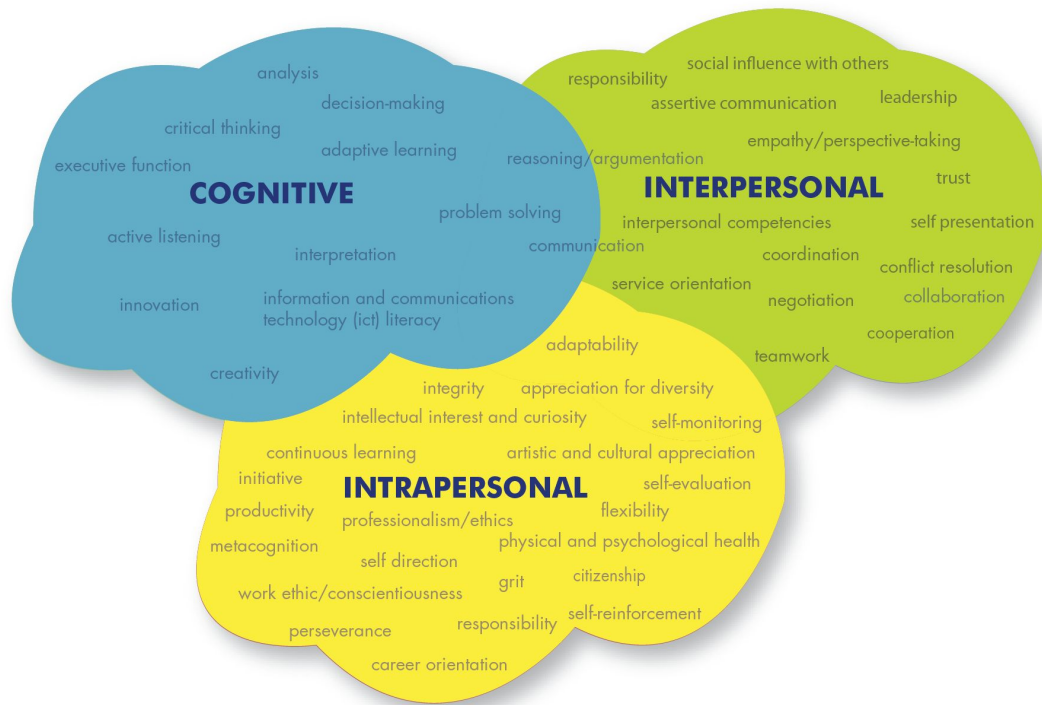 analysis
decision-making
critical thinking
adaptive learning
executive function
COGNITIVE
reasoning/argumentation
problem solving
active listening
interpretation
communication
innovation
information and communications
technology (ict) literacy
creativity
responsibility
social influence with others
assertive communication
leadership
empathy/perspective-taking
trust
INTERPERSONAL
interpersonal competencies
self presentation
coordination
conflict resolution
service orientation
negotiation
collaboration
cooperation
teamwork
adaptability
integrity
appreciation for diversity
intellectual interest and curiosity
self-monitoring
continuous learning
artistic and cultural appreciation
initiative
INTRAPERSONAL
self-evaluation
productivity
professionalism/ethics
flexibility
metacognition
self direction
physical and psychological health
work ethic/conscientiousness
grit
citizenship
perseverance
responsibility
self-reinforcement
career orientation